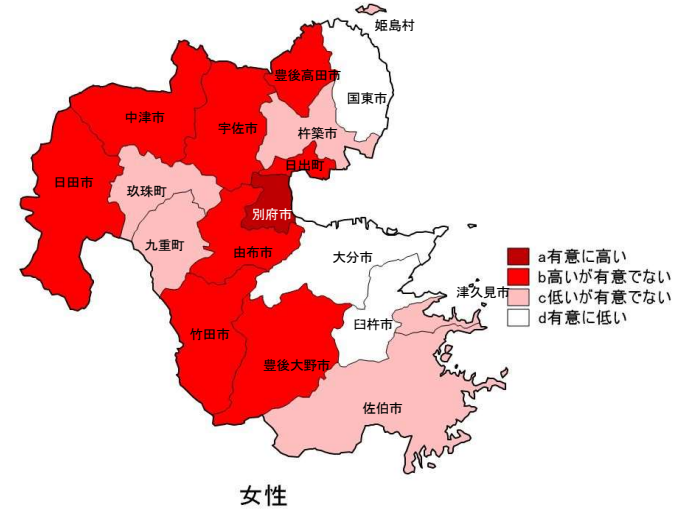 姫島村
豊後高田市
国東市
中津市
宇佐市
杵築市
日出町
日田市
玖珠町
別府市
九重町
由布市
大分市
a有意に高い
b高いが有意でない
c低いが有意でない
d有意に低い
津久見市
臼杵市
竹田市
豊後大野市
佐伯市
女性